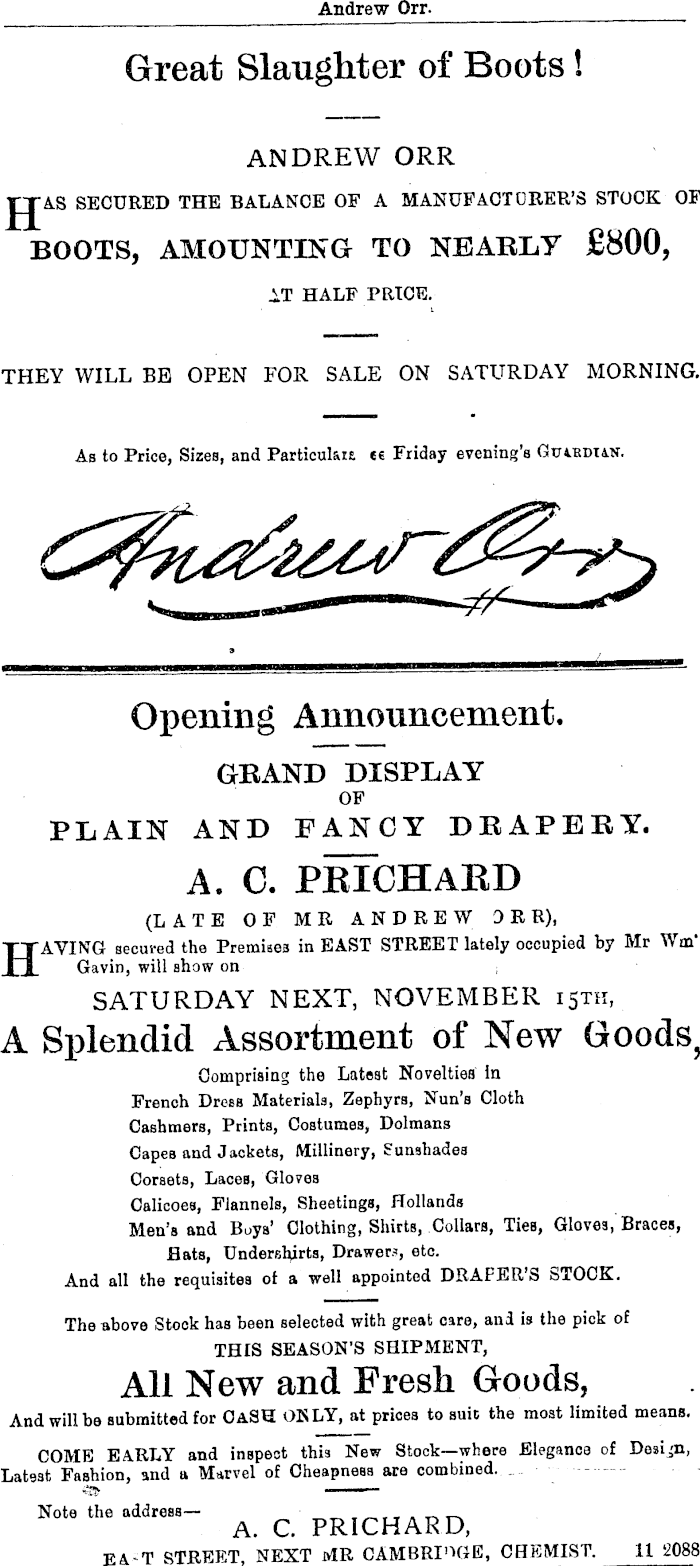 Andrew Orr.
Great Slaughter of Boots!
ANDREW ORR
HAS SECURED THE BALANCE OF A MANUFACTURER'S STOCK OF
BOOTS, AMOUNTING TO NEARLY £800,
AT HALF PRICE.
THEY WILL BE OPEN FOR SALE ON SATURDAY MORNING.
As to Price, Sizes, and Particulars ee Friday evening's GUARDIAN.
Andrew Orr
Opening Announcement.
GRAND DISPLAY
OF
PLAIN AND FANCY DRAPERY.
A. C. PRICHARD
(LATE OF MR ANDREW ORR),
HAVING secured the Premises in EAST STREET lately occupied by Mr Wm.
Gavin, will show on
SATURDAY NEXT, NOVEMBER 15TH,
A Splendid Assortment of New Goods,
Comprising the Latest Novelties in
French Dress Materials, Zephyrs, Nun's Cloth
Cashmers, Prints, Costumes, Dolmans
Capes and Jackets, Millinery, Sunshades
Corsets, Laces, Gloves
Calicoes, Flannels, Sheetings, Hollands
Men's and Boys' Clothing, Shirts, Collars, Ties, Gloves, Braces,
Hats, Undershirts, Drawers, etc.
And all the requisites of a well appointed DRAPER'S STOCK.
The above Stock has been selected with great care, and is the pick of
THIS SEASON'S SHIPMENT,
All New and Fresh Goods,
And will be submitted for CASH ONLY, at prices to suit the most limited means.
COME EARLY and inspect this New Stock—where Elegance of Design,
Latest Fashion, and a Marvel of Cheapness are combined.
Note the address—
A. C. PRICHARD,
EAST STREET, NEXT MR CAMBRIDGE, CHEMIST. 11 2088